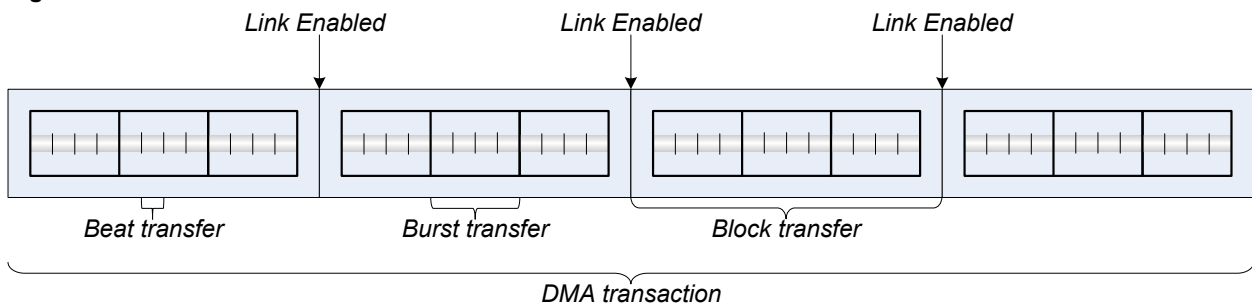 Link Enabled
Link Enabled
Link Enabled
Beat transfer
Burst transfer
Block transfer
DMA transaction